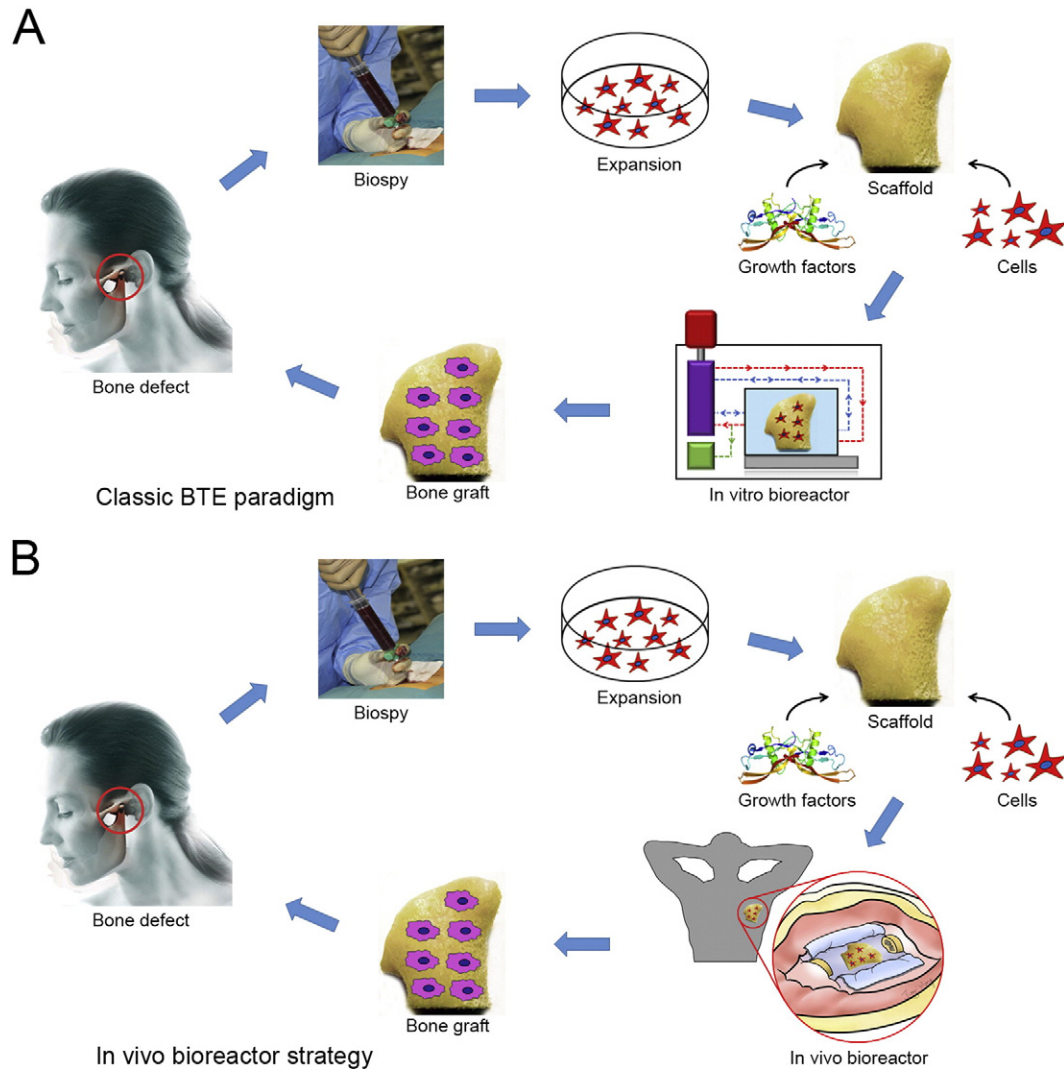 A
Biospy
Expansion
Scaffold
Growth factors
Cells
Bone defect
Bone graft
In vitro bioreactor
Classic BTE paradigm
B
Biospy
Expansion
Scaffold
Growth factors
Cells
Bone defect
Bone graft
In vivo bioreactor
In vivo bioreactor strategy